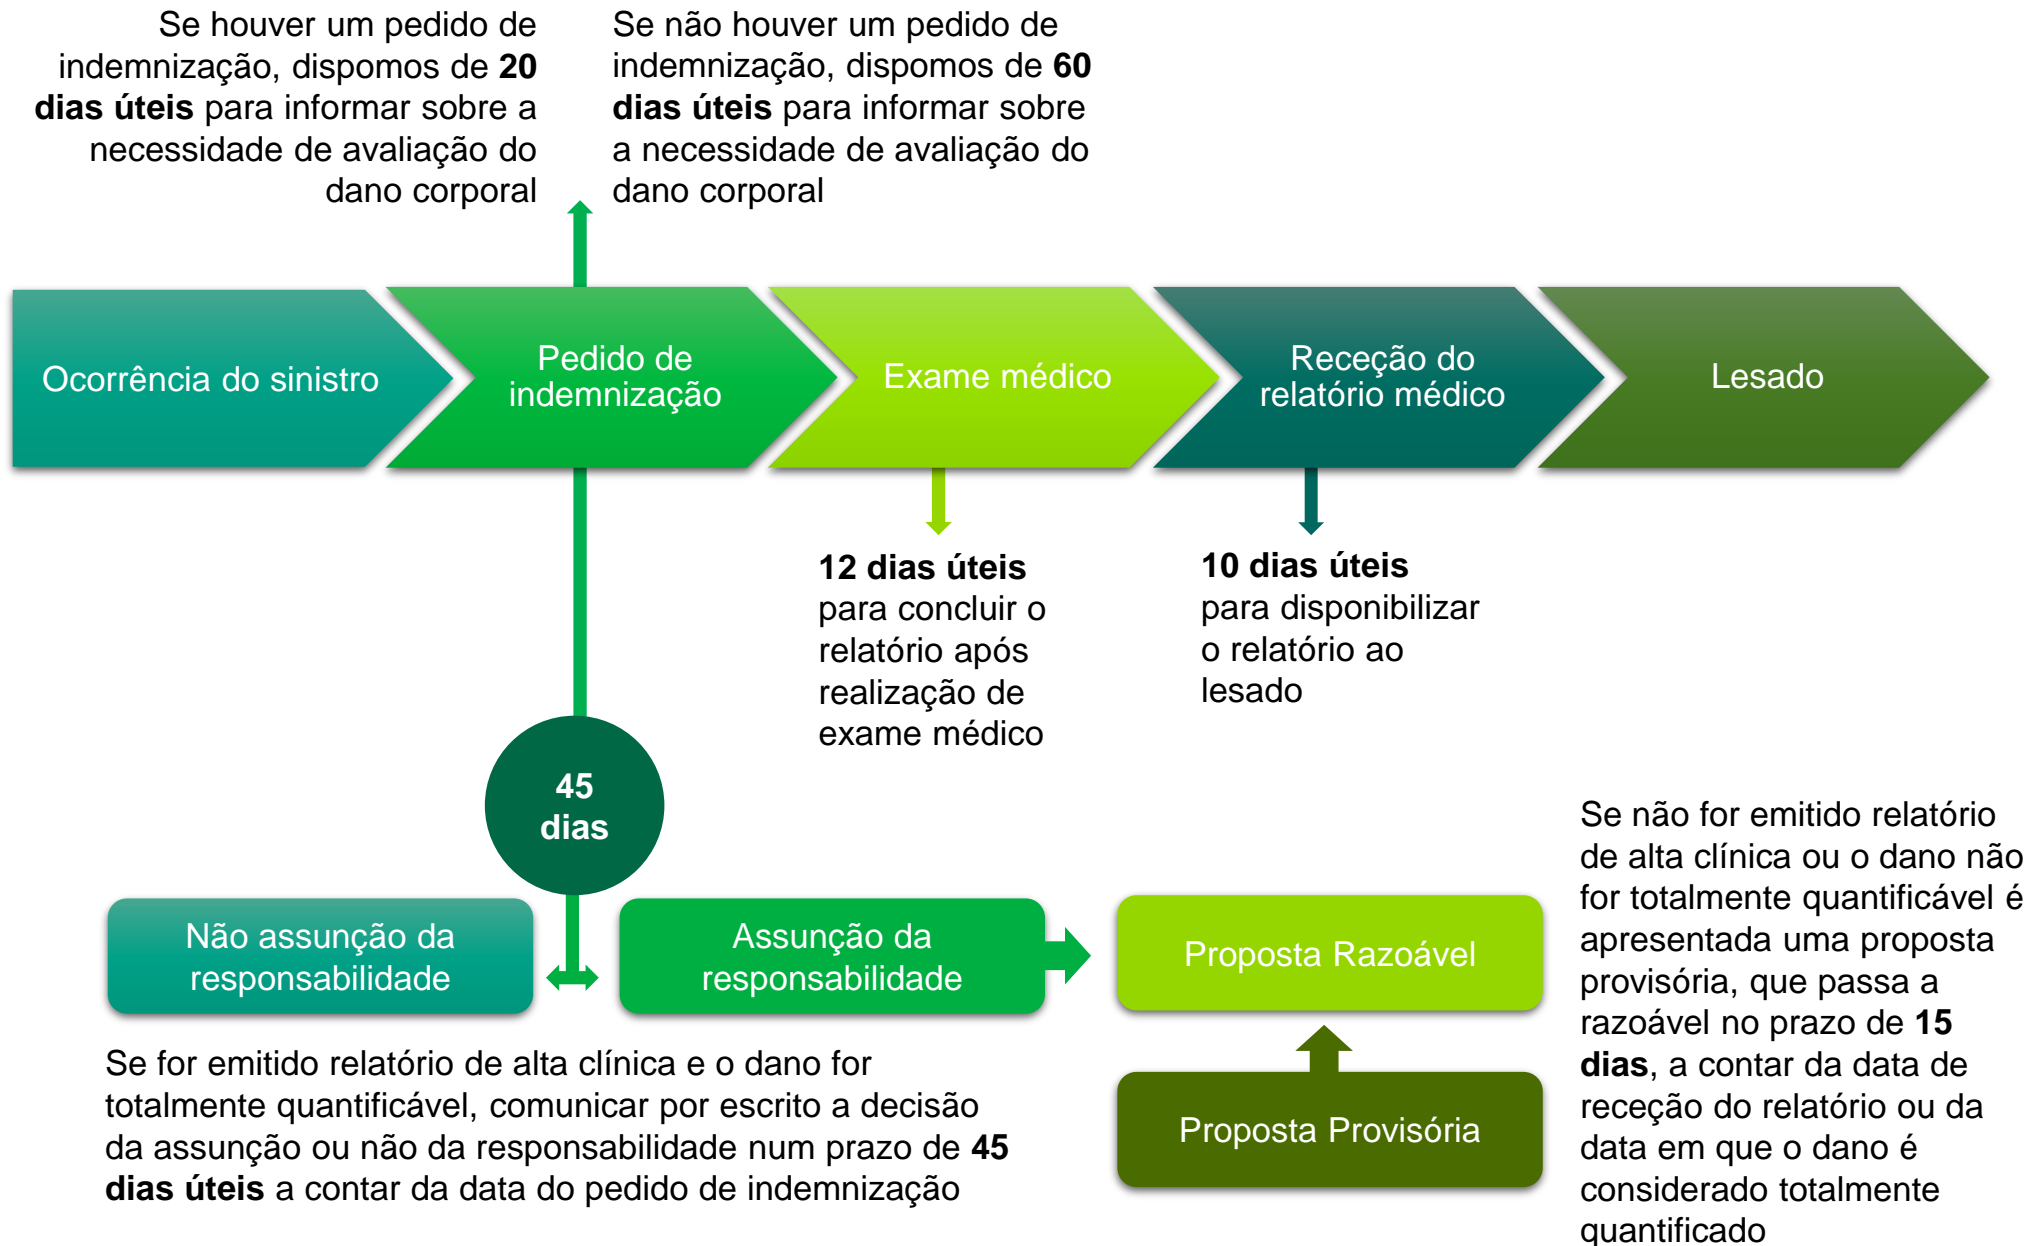 Se houver um pedido de
indemnização, dispomos de 20
dias úteis para informar sobre a
necessidade de avaliação do
dano corporal
Se não houver um pedido de
indemnização, dispomos de 60
dias úteis para informar sobre
a necessidade de avaliação do
dano corporal
Ocorrência do sinistro
Pedido de
indemnização
Exame médico
Receção do
relatório médico
Lesado
12 dias úteis
para concluir o
relatório após
realização de
exame médico
10 dias úteis
para disponibilizar
o relatório ao
lesado
45
dias
Não assunção da
responsabilidade
Assunção da
responsabilidade
Proposta Razoável
Proposta Provisória
Se for emitido relatório de alta clínica e o dano for
totalmente quantificável, comunicar por escrito a decisão
da assunção ou não da responsabilidade num prazo de 45
dias úteis a contar da data do pedido de indemnização
Se não for emitido relatório
de alta clínica ou o dano não
for totalmente quantificável é
apresentada uma proposta
provisória, que passa a
razoável no prazo de 15
dias, a contar da data de
receção do relatório ou da
data em que o dano é
considerado totalmente
quantificado